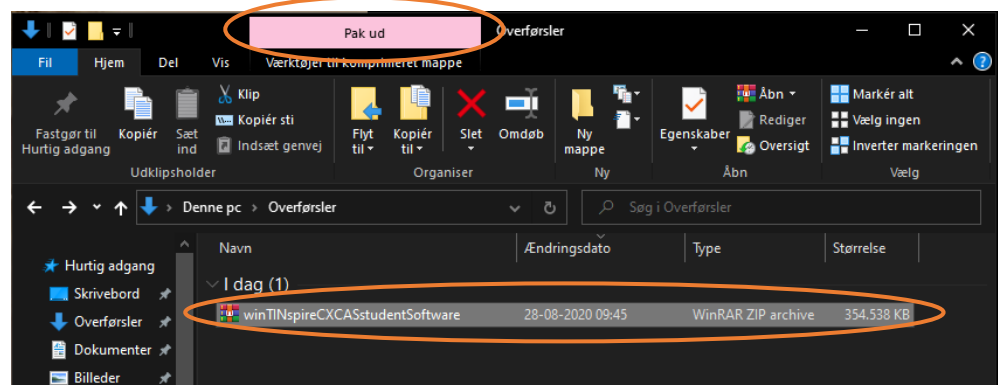 Pak ud
Overførsler
Fil Hjem Del Vis Værktøjer til komprimeret mappe
Fastgør til Hurtig adgang
Kopiér
Sæt ind
Klip
Kopiér sti
Indsæt genvej
Udklipsholder
Flyt til
Kopiér til
Slet
Omdøb
Organiser
Ny mappe
Ny
Egenskaber
Åbn
Rediger
Oversigt
Åbn
Markér alt
Vælg ingen
Inverter markeringen
Vælg
Denne pc > Overførsler
Søg i Overførsler
Hurtig adgang
Skrivebord
Overførsler
Dokumenter
Billeder
Navn Ændringsdato Type Størrelse
I dag (1)
winTINspireCXCASstudentSoftware 28-08-2020 09:45 WinRAR ZIP archive 354.538 KB